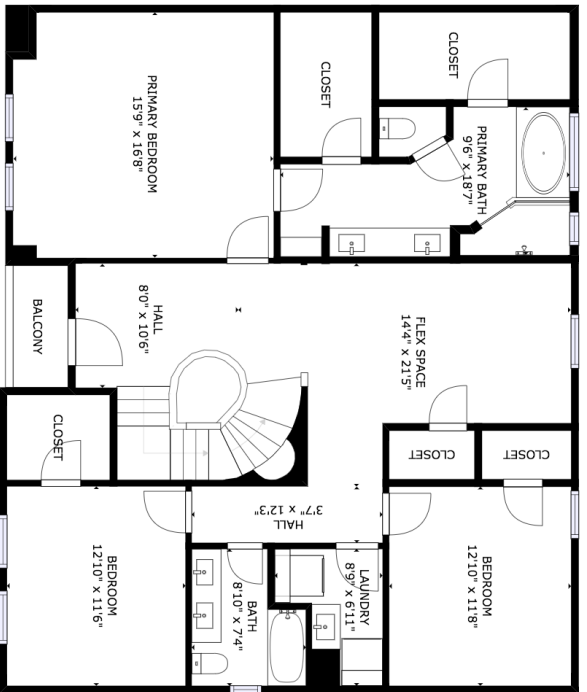 CLOSET
CLOSET
PRIMARY BEDROOM
15'9" x 16'8"
PRIMARY BATH
9'6" x 18'7"
BALCONY
HALL
8'0" x 10'6"
FLEX SPACE
14'4" x 21'5"
CLOSET
CLOSET
CLOSET
HALL
3'7" x 12'3"
BEDROOM
12'10" x 11'6"
BATH
8'10" x 7'4"
LAUNDRY
8'9" x 6'11"
BEDROOM
12'10" x 11'8"